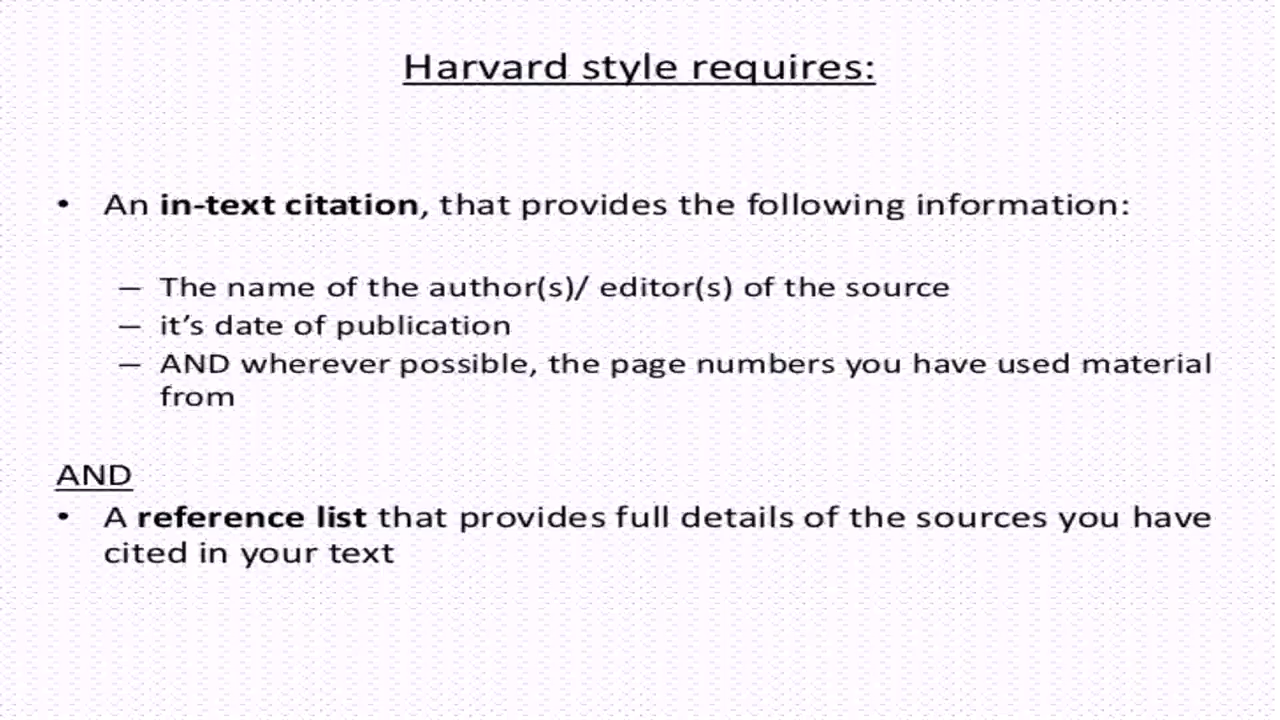 Harvard style requires:
• An in-text citation, that provides the following information:
– The name of the author(s)/ editor(s) of the source
– it's date of publication
– AND wherever possible, the page numbers you have used material
from
AND
• A reference list that provides full details of the sources you have
cited in your text